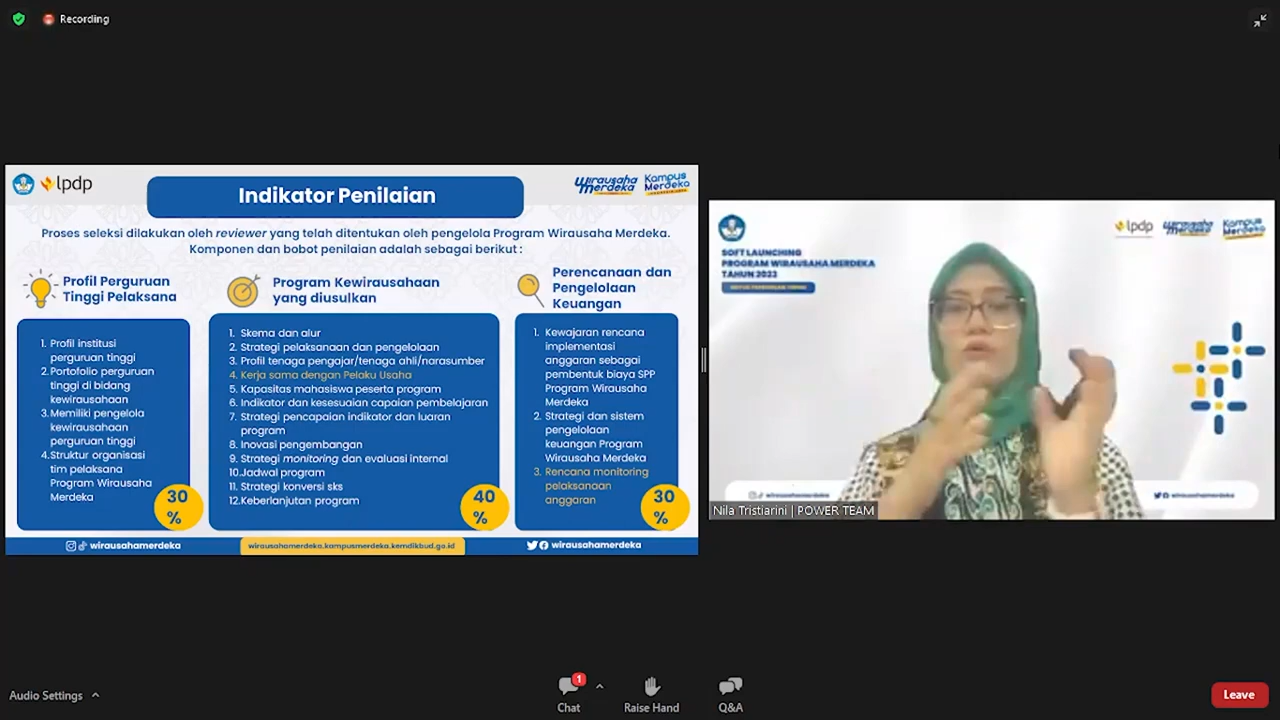 Recording
lpdp
Indikator Penilaian
Wirausaha
Merdeka
Kampus
Merdeka
Proses seleksi dilakukan oleh reviewer yang telah ditentukan oleh pengelola Program Wirausaha Merdeka.
Komponen dan bobot penilaian adalah sebagai berikut :
Profil Perguruan
Tinggi Pelaksana
1. Profil institusi
perguruan tinggi
2.Portofolio perguruan
tinggi di bidang
kewirausahaan
3.Memiliki pengelola
kewirausahaan
perguruan tinggi
4.Struktur organisasi
tim pelaksana
Program Wirausaha
Merdeka
30
%
Program Kewirausahaan
yang diusulkan
1. Skema dan alur
2. Strategi pelaksanaan dan pengelolaan
3. Profil tenaga pengajar/tenaga ahli/narasumber
4. Kerja sama dengan Pelaku Usaha
5. Kapasitas mahasiswa peserta program
6. Indikator dan kesesuaian capaian pembelajaran
7. Strategi pencapaian indikator dan luaran
program
8. Inovasi pengembangan
9. Strategi monitoring dan evaluasi internal
10.Jadwal program
11. Strategi konversi sks
12.Keberlanjutan program
40
%
Perencanaan dan
Pengelolaan
Keuangan
1. Kewajaran rencana
implementasi
anggaran sebagai
pembentuk biaya SPP
Program Wirausaha
Merdeka
2. Strategi dan sistem
pengelolaan
keuangan Program
Wirausaha Merdeka
3. Rencana monitoring
pelaksanaan
anggaran
30
%
wirausahamerdeka
wirausahamerdeka.kampusmerdeka.kemdikbud.go.id
wirausahamerdeka
lpdp
Wirausaha
Merdeka
Kampus
Merdeka
SOFT LAUNCHING
PROGRAM WIRAUSAHA MERDEKA
TAHUN 2023
wirausahamerdeka
wirausahamerdeka
Nila Tristiarini | POWER TEAM
Audio Settings
1
Chat
Raise Hand
Q&A
Leave